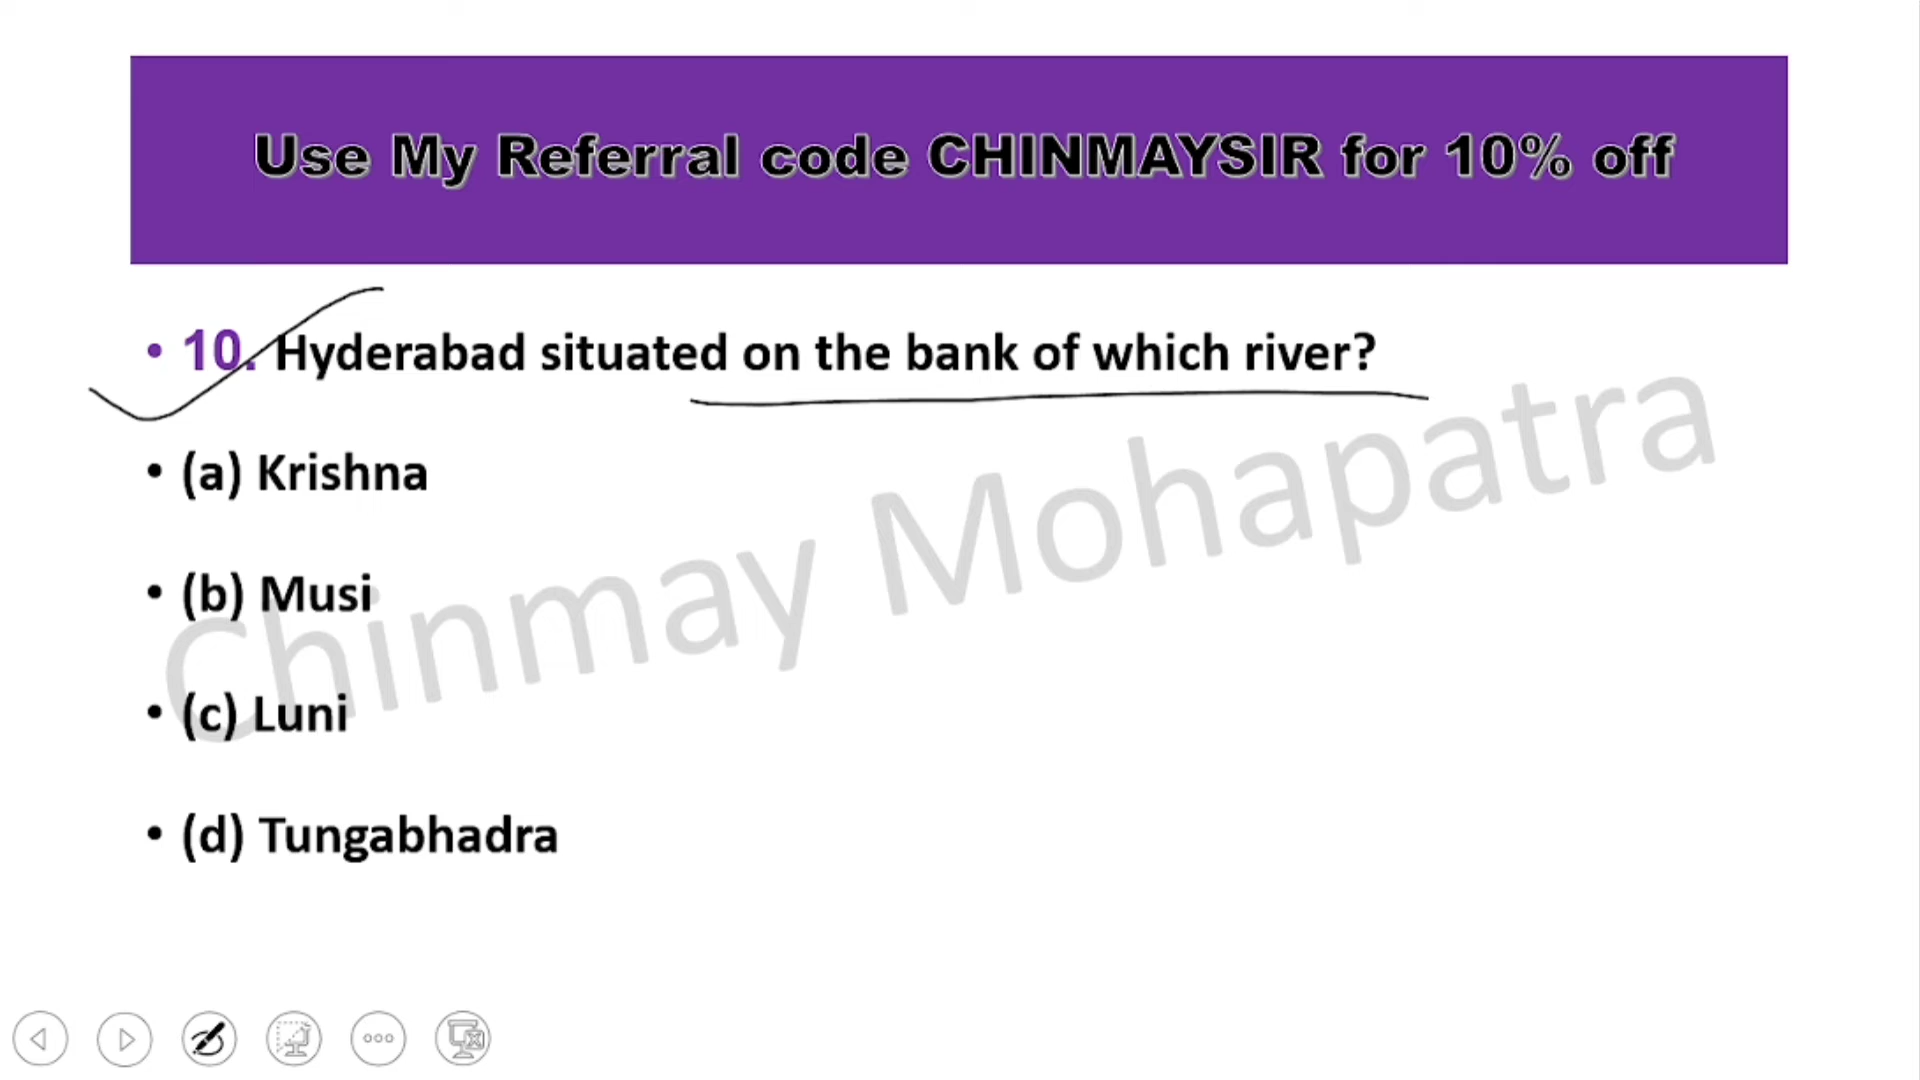 Use My Referral code CHINMAYSIR for 10% off
• 10. Hyderabad situated on the bank of which river?
• (a) Krishna
• (b) Musi
• (c) Luni
• (d) Tungabhadra
Chinmay Mohapatra